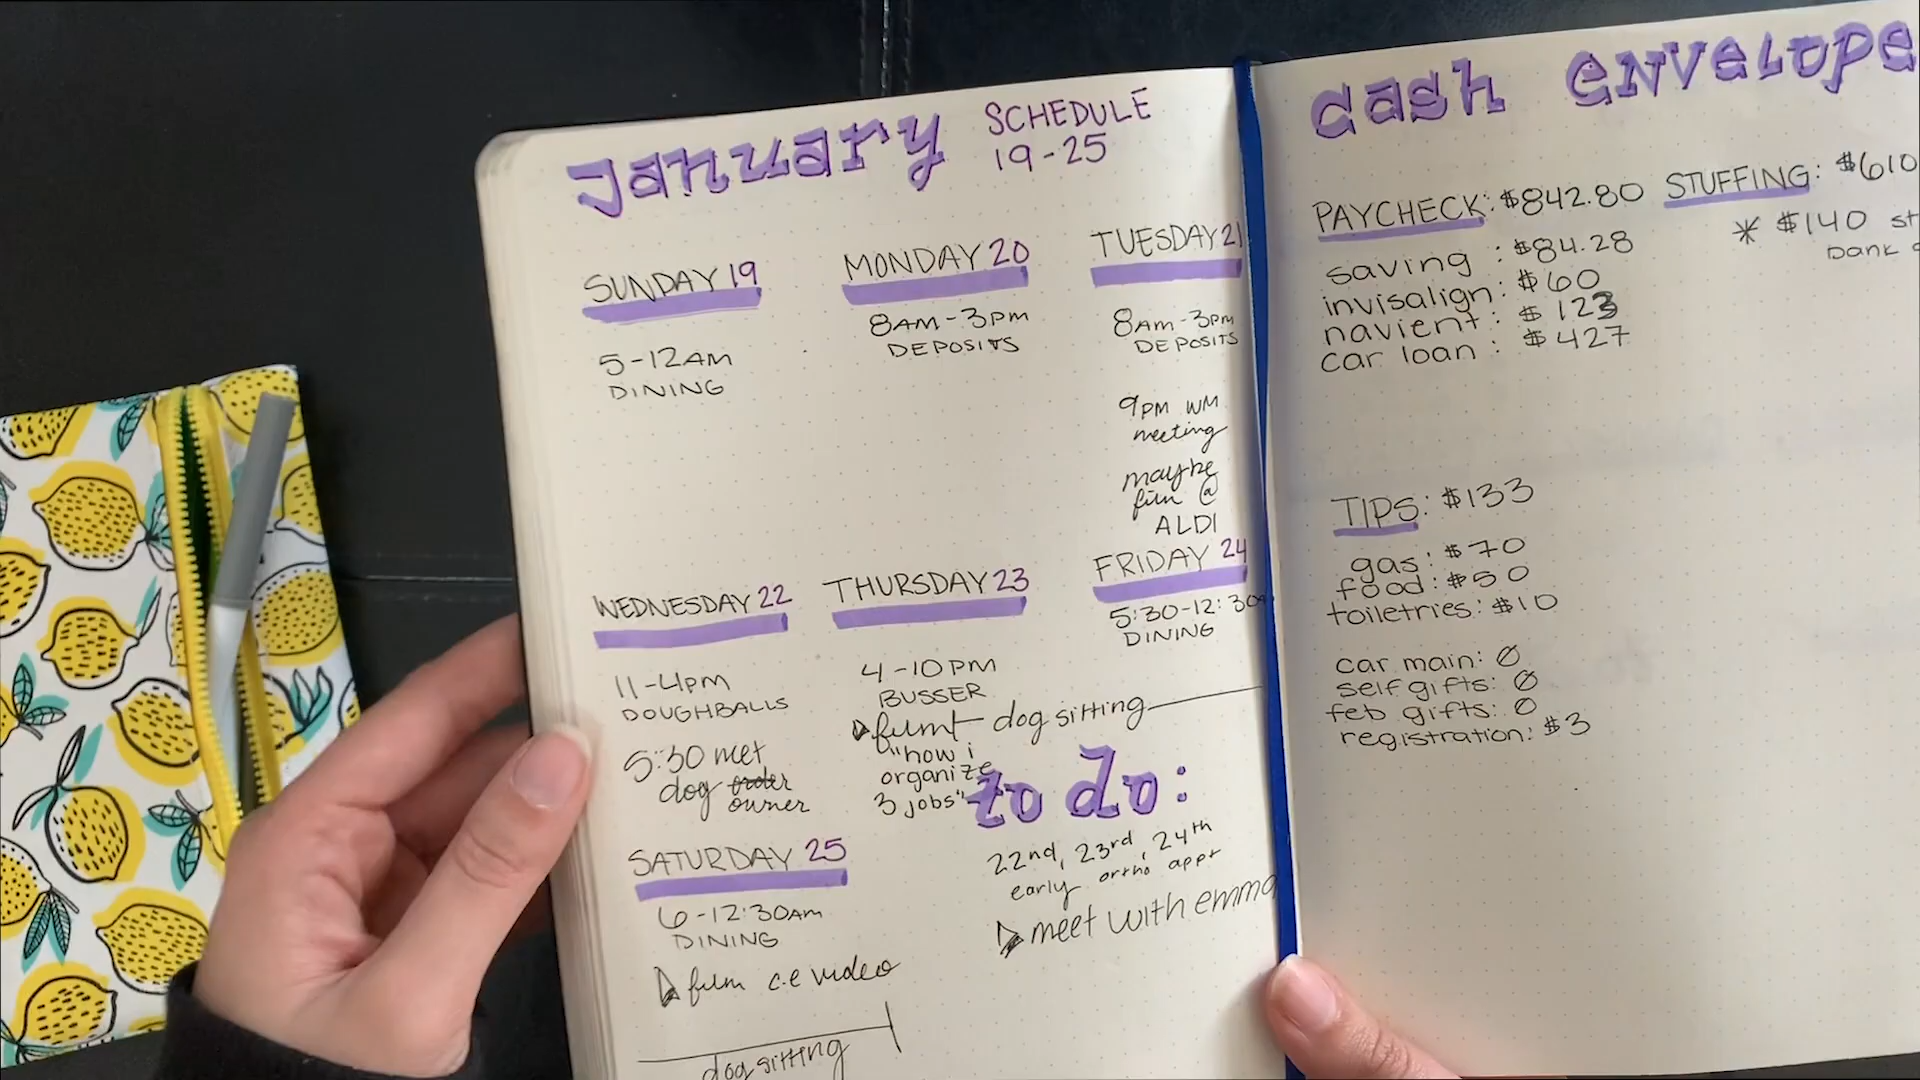 January SCHEDULE
19-25
SUNDAY 19
5-12AM
DINING
MONDAY 20
8AM-3PM
DEPOSITS
TUESDAY 21
8AM-3PM
DEPOSITS
9PM WM
meeting
maybe
film @
ALDI
WEDNESDAY 22
11-4PM
DOUGHBALLS
5:30 met
dog order
owner
THURSDAY 23
4-10PM
BUSSER
dog sitting
"how i
organize
3 jobs"
FRIDAY 24
5:30-12:30
DINING
SATURDAY 25
6-12:30AM
DINING
film c.e video
dog sitting
to do:
22nd, 23rd, 24th
early ortho appt
meet with emma
cash envelope
PAYCHECK: $842.80
saving : $84.28
invisalign: $60
navient : $123
car loan : $427
STUFFING: $610
* $140
TIPS: $133
gas: $70
food: $50
toiletries: $10
car main: Ø
self gifts: Ø
feb gifts: Ø
registration: $3